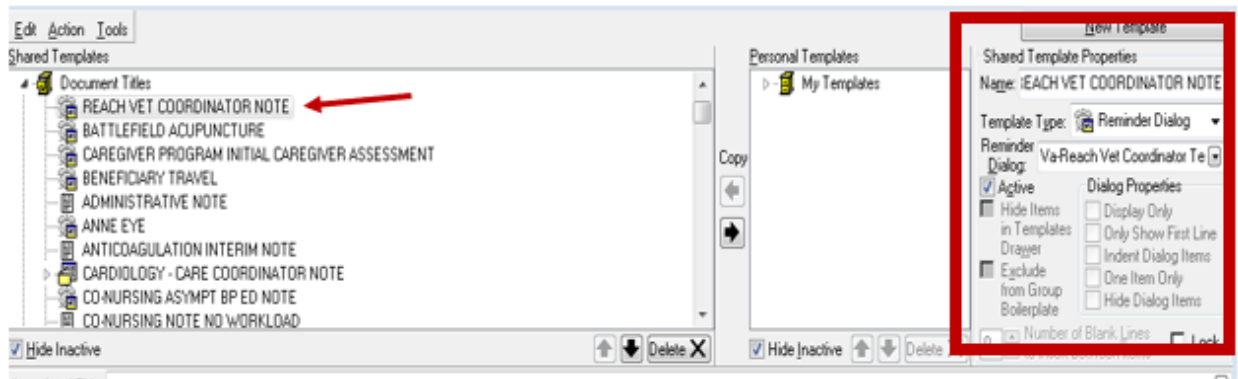 Edit Action Tools
New Template
Shared Templates
Personal Templates
Shared Template Properties
Document Titles
My Templates
Name: REACH VET COORDINATOR NOTE
REACH VET COORDINATOR NOTE
BATTLEFIELD ACUPUNCTURE
Template Type: Reminder Dialog
CAREGIVER PROGRAM INITIAL CAREGIVER ASSESSMENT
Copy
Reminder
Dialog: Va-Reach Vet Coordinator Te
BENEFICIARY TRAVEL
Active
Dialog Properties
ADMINISTRATIVE NOTE
Hide Items
in Templates
Drawer
Display Only
ANNE EYE
Only Show First Line
ANTICOAGULATION INTERIM NOTE
Indent Dialog Items
CARDIOLOGY - CARE COORDINATOR NOTE
Exclude
from Group
Boilerplate
One Item Only
CO-NURSING ASYMPT BP ED NOTE
Hide Dialog Items
CO-NURSING NOTE NO WORKLOAD
Hide Inactive
Delete X
Hide Inactive
Delete
0 Number of Blank Lines
Lock